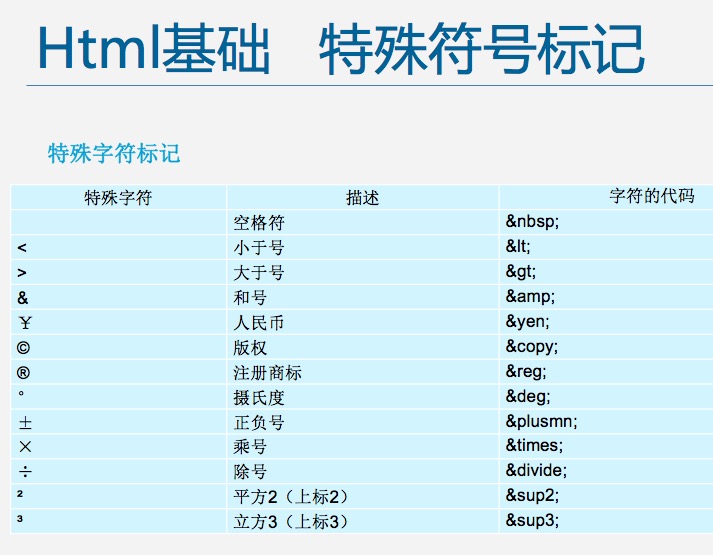 Html基础 特殊符号标记
特殊字符标记
特殊字符 描述 字符的代码
空格符 &nbsp;
< 小于号 &lt;
> 大于号 &gt;
& 和号 &amp;
￥ 人民币 &yen;
© 版权 &copy;
® 注册商标 &reg;
° 摄氏度 &deg;
± 正负号 &plusmn;
× 乘号 &times;
÷ 除号 &divide;
² 平方2（上标2） &sup2;
³ 立方3（上标3） &sup3;